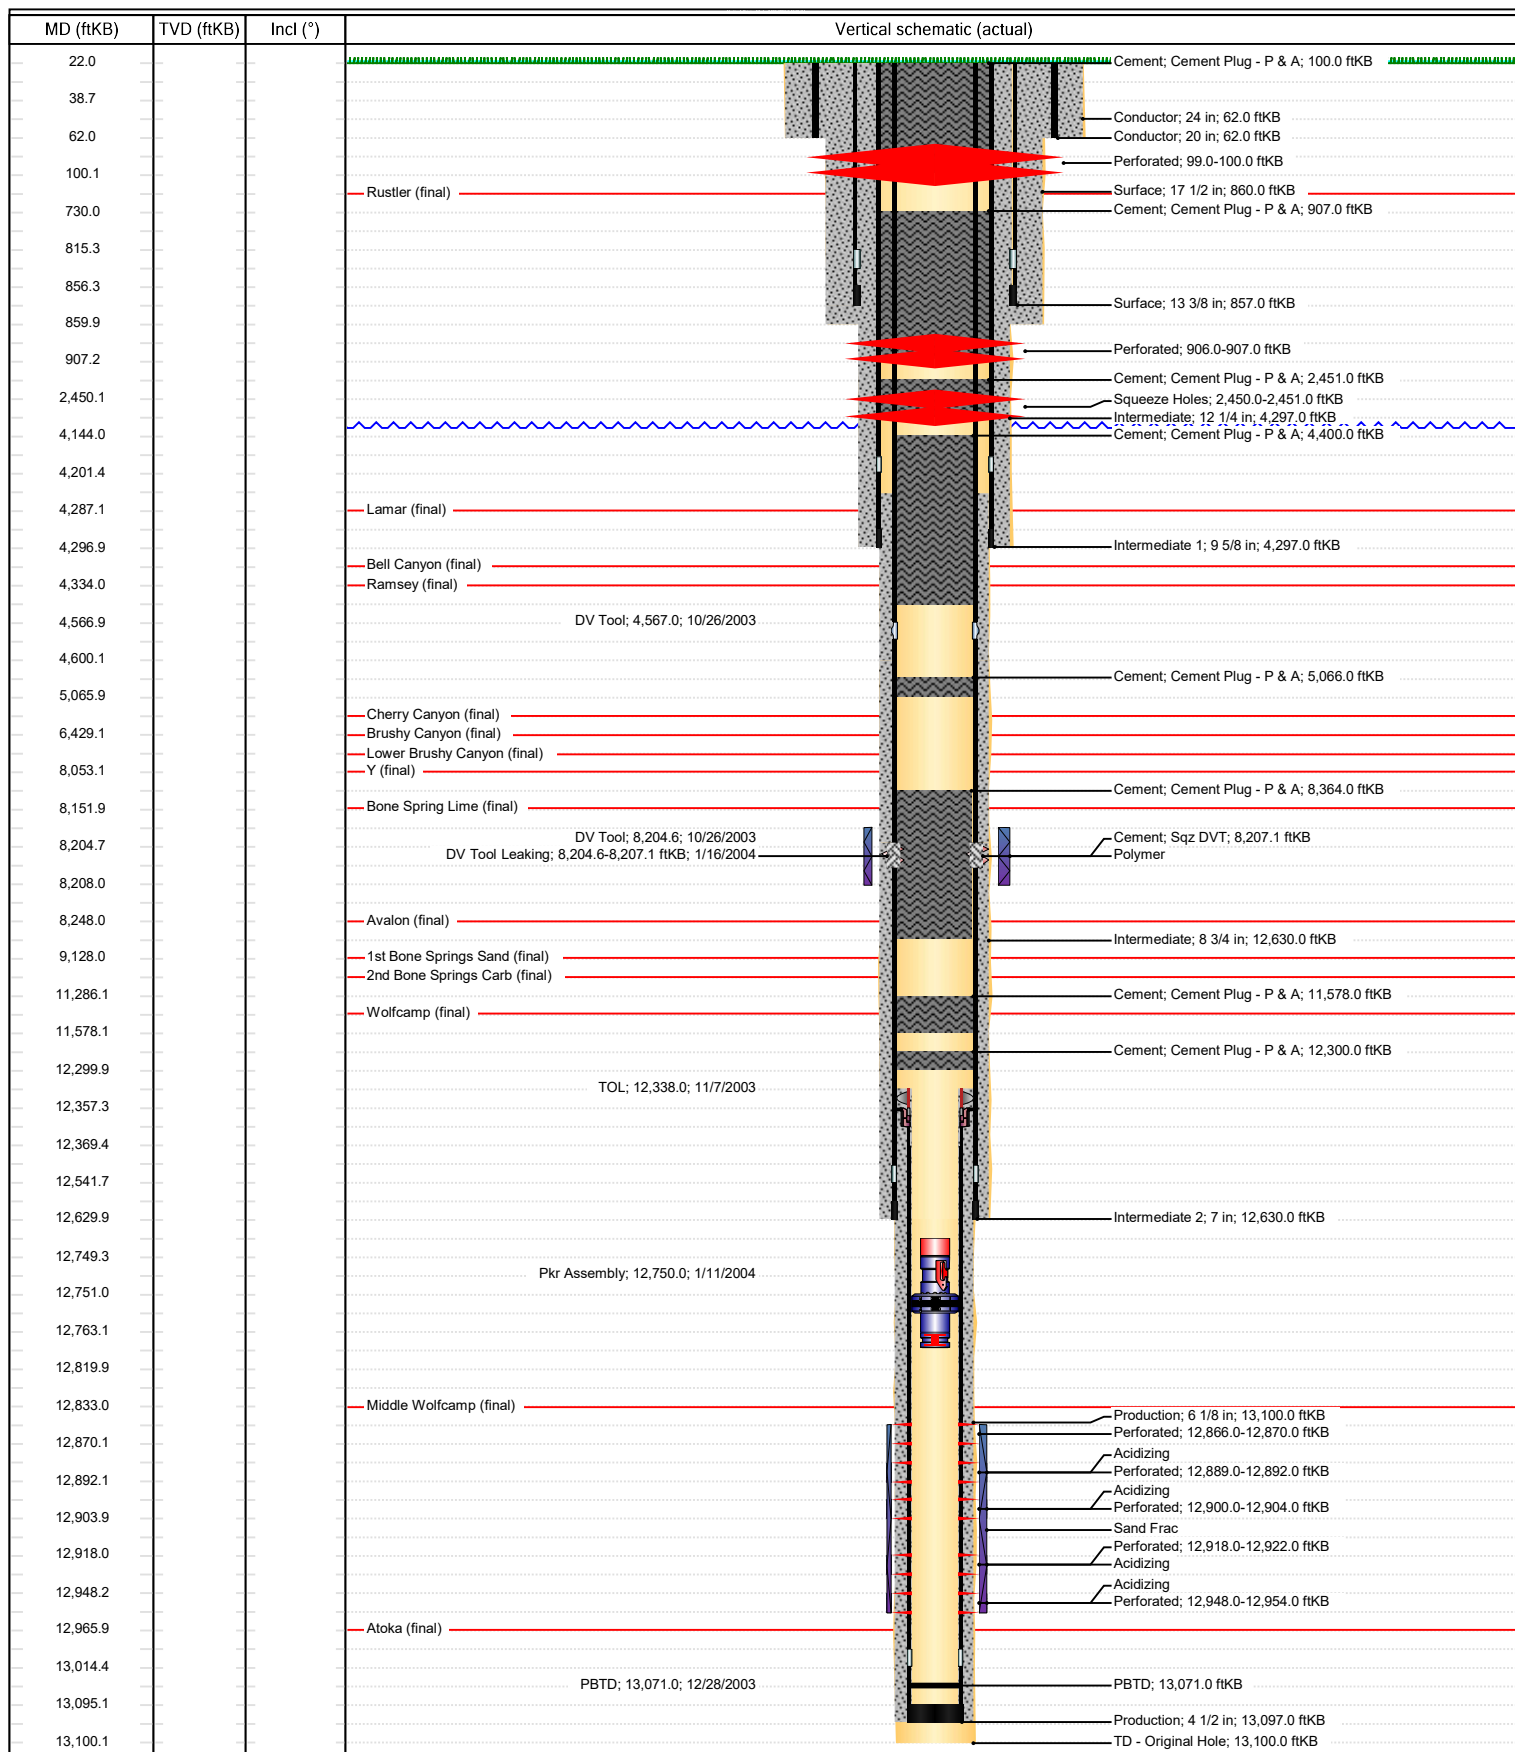 MD (ftKB) TVD (ftKB) Incl (°) Vertical schematic (actual)
22.0 Cement; Cement Plug - P & A; 100.0 ftKB
38.7
Conductor; 24 in; 62.0 ftKB
62.0 Conductor; 20 in; 62.0 ftKB
Perforated; 99.0-100.0 ftKB
100.1
Rustler (final) Surface; 17 1/2 in; 860.0 ftKB
730.0 Cement; Cement Plug - P & A; 907.0 ftKB
815.3
856.3
Surface; 13 3/8 in; 857.0 ftKB
859.9
Perforated; 906.0-907.0 ftKB
907.2
Cement; Cement Plug - P & A; 2,451.0 ftKB
2,450.1 Squeeze Holes; 2,450.0-2,451.0 ftKB
Intermediate; 12 1/4 in; 4,297.0 ftKB
4,144.0 Cement; Cement Plug - P & A; 4,400.0 ftKB
4,201.4
4,287.1 Lamar (final)
4,296.9 Intermediate 1; 9 5/8 in; 4,297.0 ftKB
Bell Canyon (final)
4,334.0 Ramsey (final)
4,566.9 DV Tool; 4,567.0; 10/26/2003
4,600.1
Cement; Cement Plug - P & A; 5,066.0 ftKB
5,065.9
Cherry Canyon (final)
6,429.1 Brushy Canyon (final)
Lower Brushy Canyon (final)
8,053.1 Y (final)
Cement; Cement Plug - P & A; 8,364.0 ftKB
8,151.9 Bone Spring Lime (final)
DV Tool; 8,204.6; 10/26/2003 Cement; Sqz DVT; 8,207.1 ftKB
8,204.7 DV Tool Leaking; 8,204.6-8,207.1 ftKB; 1/16/2004 Polymer
8,208.0
8,248.0 Avalon (final)
Intermediate; 8 3/4 in; 12,630.0 ftKB
9,128.0 1st Bone Springs Sand (final)
2nd Bone Springs Carb (final)
11,286.1 Cement; Cement Plug - P & A; 11,578.0 ftKB
Wolfcamp (final)
11,578.1
Cement; Cement Plug - P & A; 12,300.0 ftKB
12,299.9
TOL; 12,338.0; 11/7/2003
12,357.3
12,369.4
12,541.7
12,629.9 Intermediate 2; 7 in; 12,630.0 ftKB
12,749.3
Pkr Assembly; 12,750.0; 1/11/2004
12,751.0
12,763.1
12,819.9
12,833.0 Middle Wolfcamp (final)
Production; 6 1/8 in; 13,100.0 ftKB
12,870.1 Perforated; 12,866.0-12,870.0 ftKB
Acidizing
12,892.1 Perforated; 12,889.0-12,892.0 ftKB
Acidizing
12,903.9 Perforated; 12,900.0-12,904.0 ftKB
Sand Frac
12,918.0 Perforated; 12,918.0-12,922.0 ftKB
Acidizing
12,948.2 Acidizing
Perforated; 12,948.0-12,954.0 ftKB
12,965.9 Atoka (final)
13,014.4
PBTD; 13,071.0; 12/28/2003 PBTD; 13,071.0 ftKB
13,095.1
Production; 4 1/2 in; 13,097.0 ftKB
13,100.1 TD - Original Hole; 13,100.0 ftKB